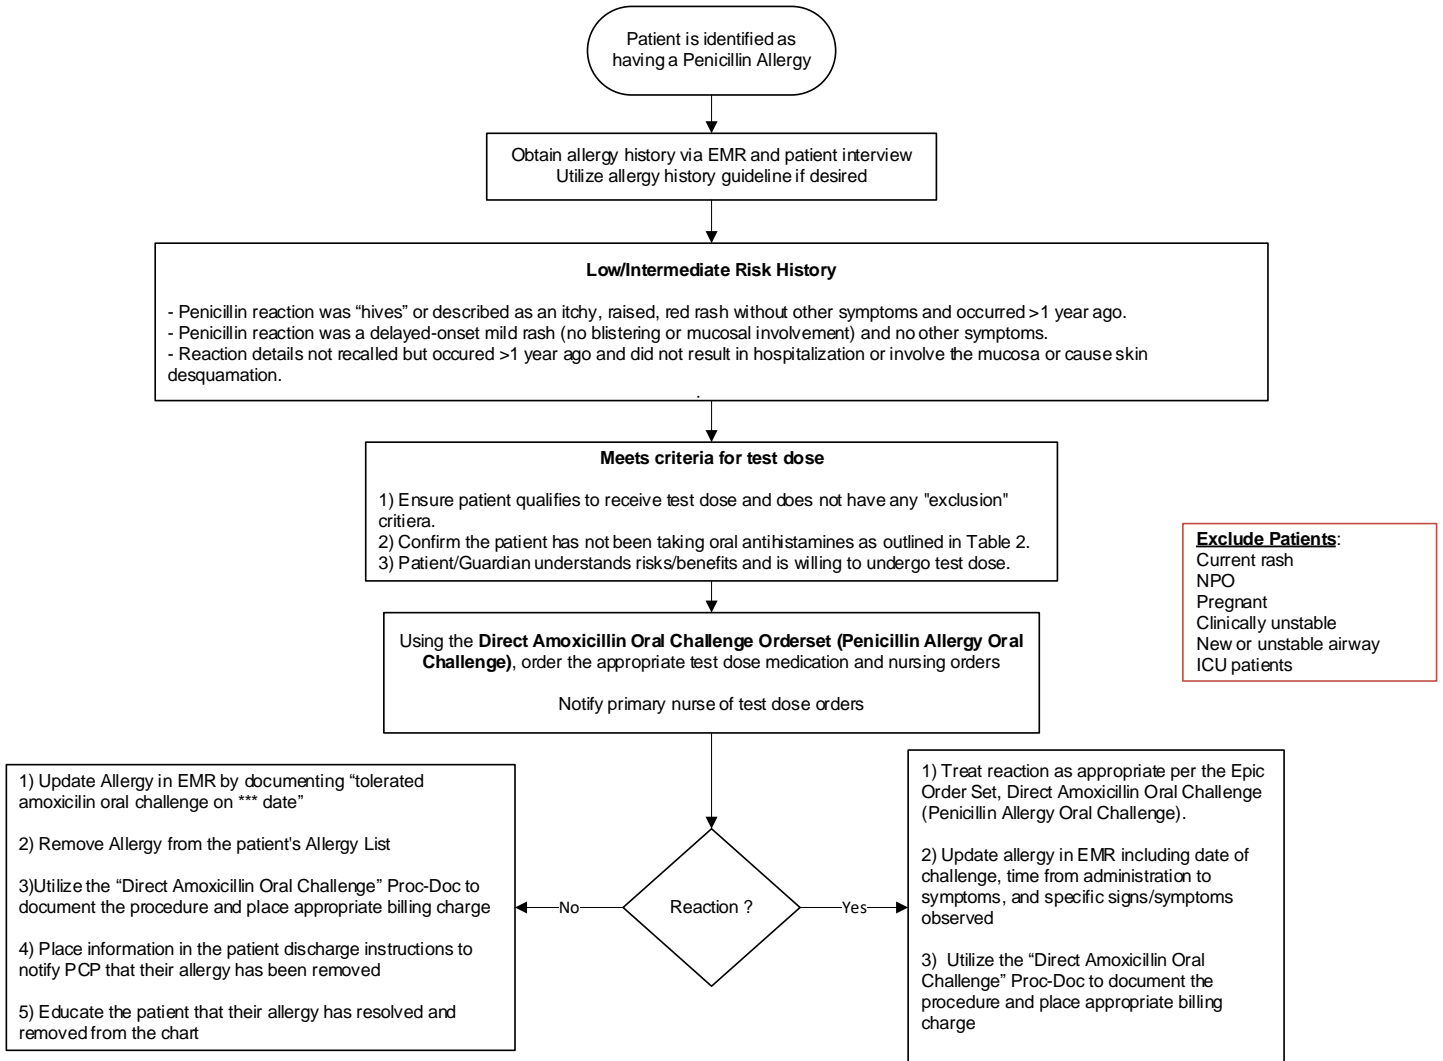 Patient is identified as
having a Penicillin Allergy
Obtain allergy history via EMR and patient interview
Utilize allergy history guideline if desired
Low/Intermediate Risk History
- Penicillin reaction was “hives” or described as an itchy, raised, red rash without other symptoms and occurred >1 year ago.
- Penicillin reaction was a delayed-onset mild rash (no blistering or mucosal involvement) and no other symptoms.
- Reaction details not recalled but occured >1 year ago and did not result in hospitalization or involve the mucosa or cause skin
desquamation.
.
Meets criteria for test dose
1) Ensure patient qualifies to receive test dose and does not have any "exclusion"
critiera.
2) Confirm the patient has not been taking oral antihistamines as outlined in Table 2.
3) Patient/Guardian understands risks/benefits and is willing to undergo test dose.
Exclude Patients:
Current rash
NPO
Pregnant
Clinically unstable
New or unstable airway
ICU patients
Using the Direct Amoxicillin Oral Challenge Orderset (Penicillin Allergy Oral
Challenge), order the appropriate test dose medication and nursing orders
Notify primary nurse of test dose orders
1) Update Allergy in EMR by documenting “tolerated
amoxicilin oral challenge on *** date”
2) Remove Allergy from the patient's Allergy List
3)Utilize the “Direct Amoxicillin Oral Challenge” Proc-Doc to
document the procedure and place appropriate billing charge
4) Place information in the patient discharge instructions to
notify PCP that their allergy has been removed
5) Educate the patient that their allergy has resolved and
removed from the chart
No
Reaction ?
Yes
1) Treat reaction as appropriate per the Epic
Order Set, Direct Amoxicillin Oral Challenge
(Penicillin Allergy Oral Challenge).
2) Update allergy in EMR including date of
challenge, time from administration to
symptoms, and specific signs/symptoms
observed
3) Utilize the “Direct Amoxicillin Oral
Challenge” Proc-Doc to document the
procedure and place appropriate billing
charge